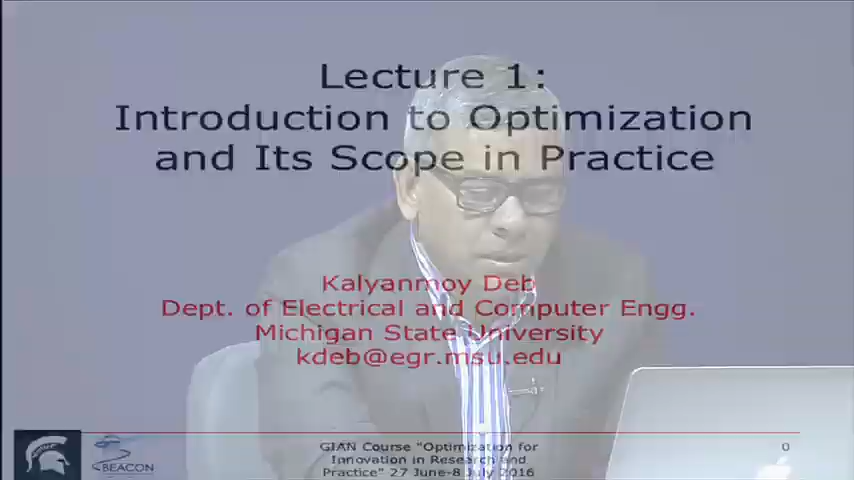 Lecture 1:
Introduction to Optimization
and Its Scope in Practice
Kalyanmoy Deb
Dept. of Electrical and Computer Engg.
Michigan State University
kdeb@egr.msu.edu
GIAN Course "Optimization for
Innovation in Research and
Practice" 27 June-8 July 2016
0
BEACON